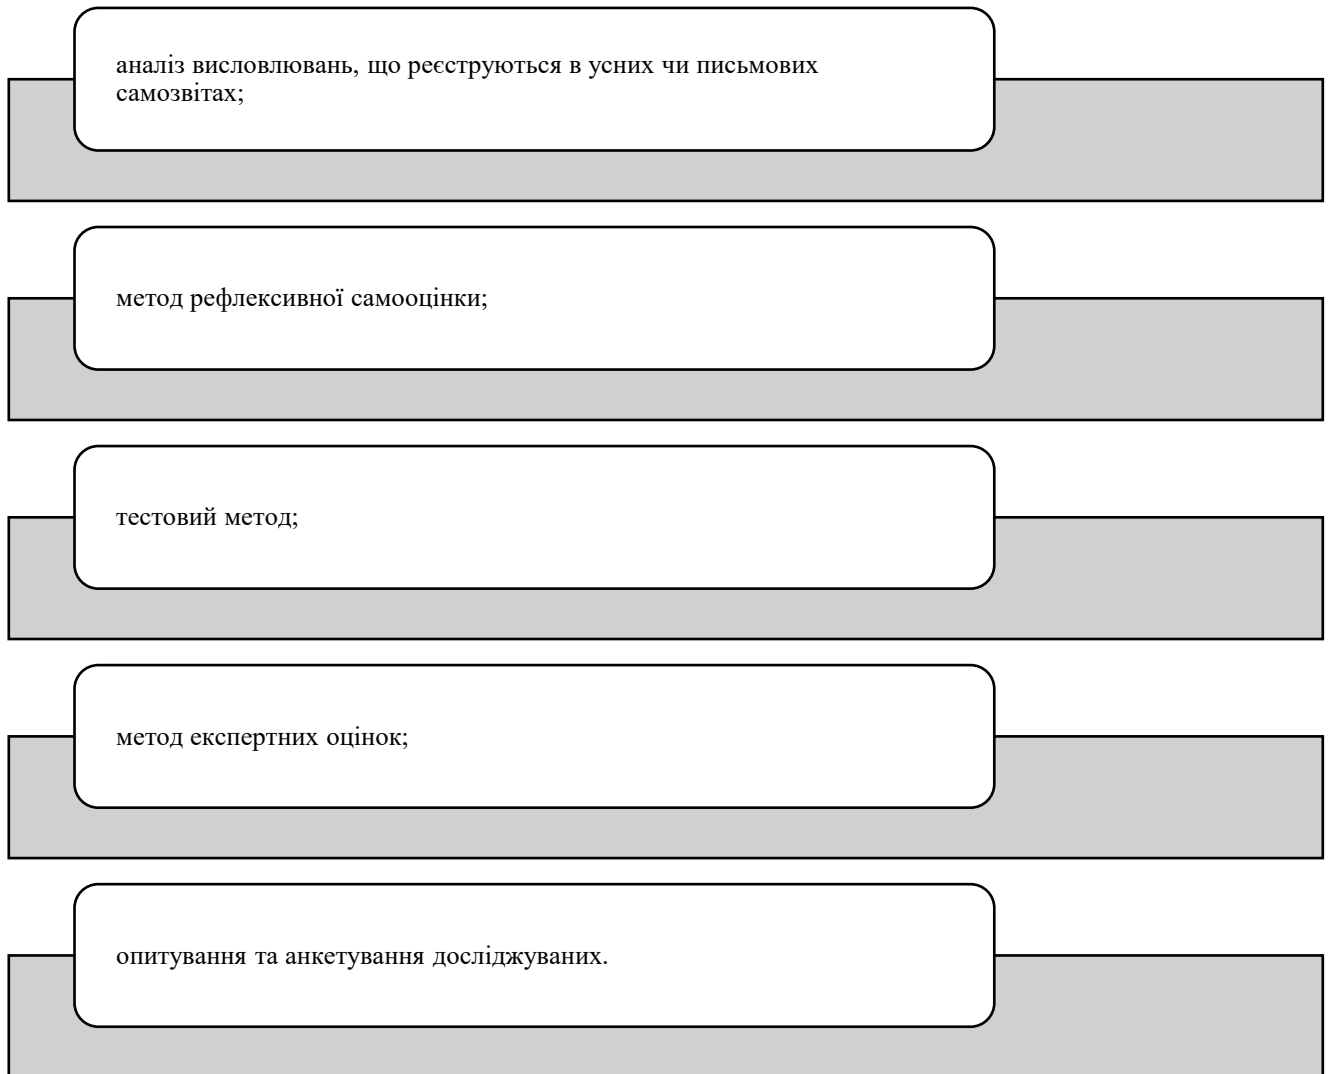 аналіз висловлювань, що реєструються в усних чи письмових
самозвітах;
метод рефлексивної самооцінки;
тестовий метод;
метод експертних оцінок;
опитування та анкетування досліджуваних.